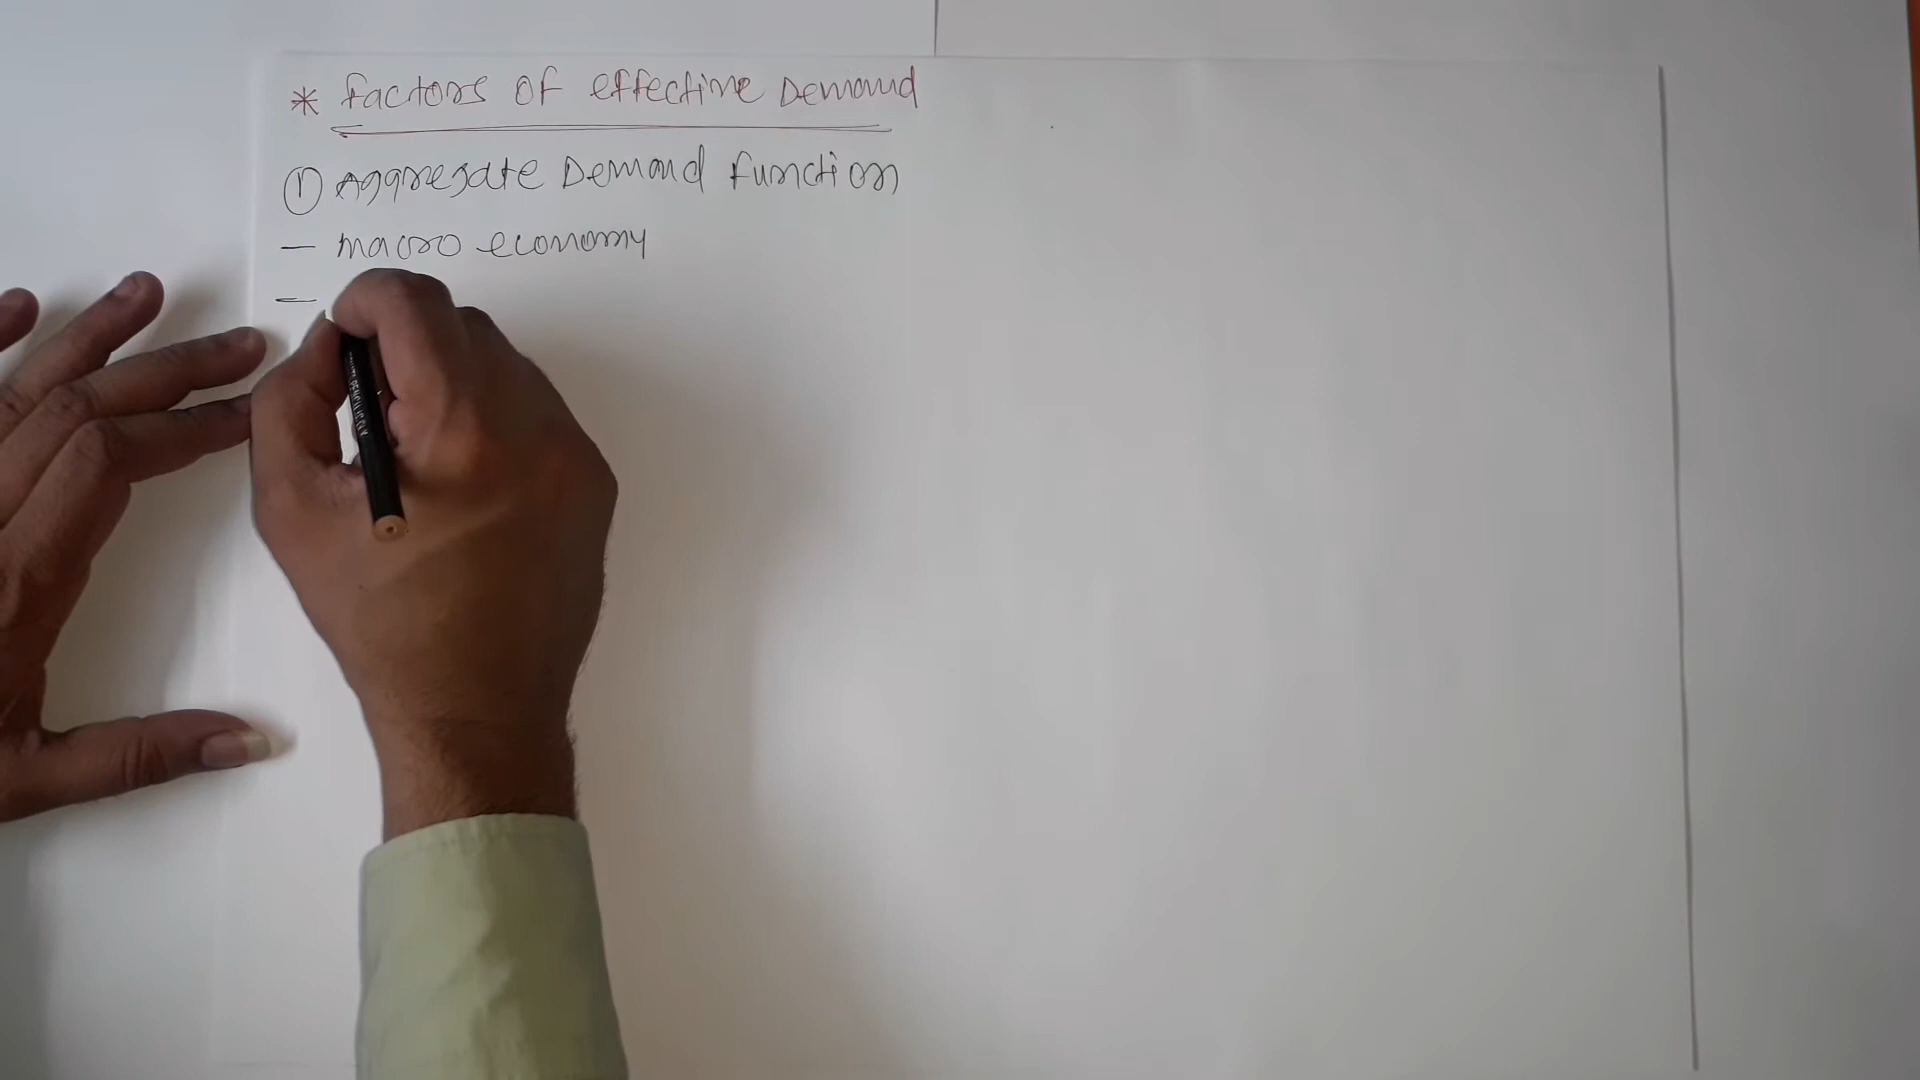 * Factors of effective Demand
① Aggregate Demand function
— macro economy
—